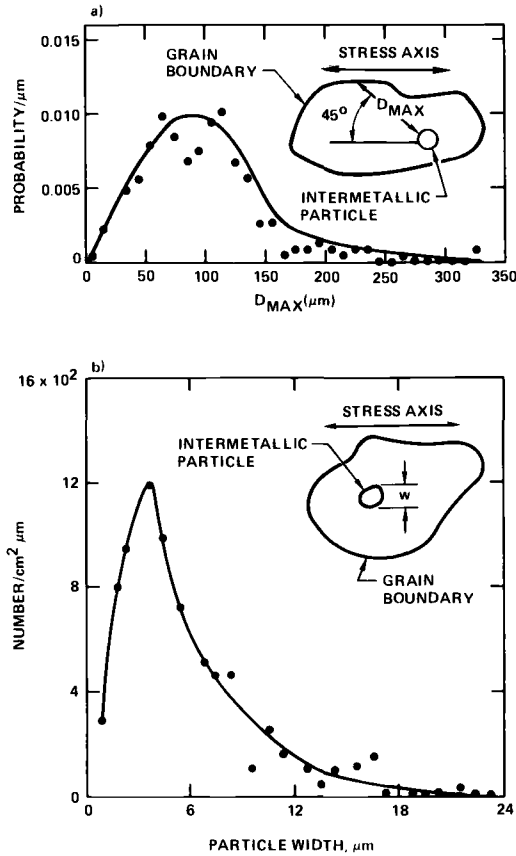 a)
0.015
0.010
0.005
0
PROBABILITY/μm
GRAIN
BOUNDARY
STRESS AXIS
45°
DMAX
INTERMETALLIC
PARTICLE
0 50 100 150 200 250 300 350
DMAX(μm)
b)
16 x 10²
12
8
4
0
NUMBER/cm² μm
STRESS AXIS
INTERMETALLIC
PARTICLE
w
GRAIN
BOUNDARY
0 6 12 18 24
PARTICLE WIDTH, μm